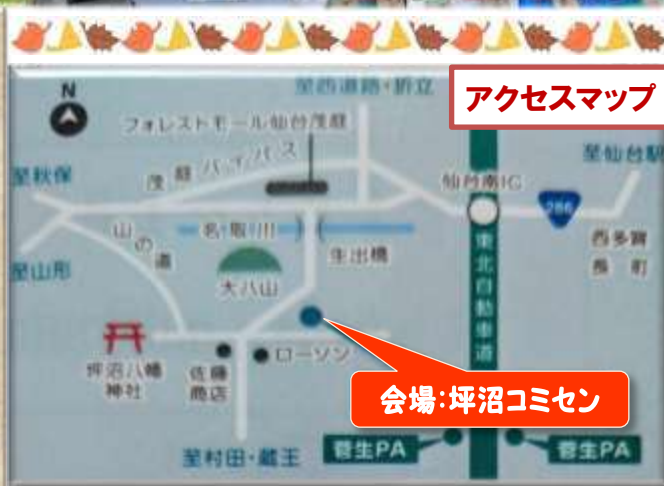 N
至西道路・折立
アクセスマップ
フォレストモール仙台茂庭
茂庭バイパス
至仙台駅
至秋保
仙台南IC
286
山の道
名・取・川
西多賀
長町
生出橋
至山形
大八山
東北自動車道
坪沼八幡
神社
佐藤
商店
ローソン
会場:坪沼コミセン
至村田・蔵王
菅生PA
菅生PA